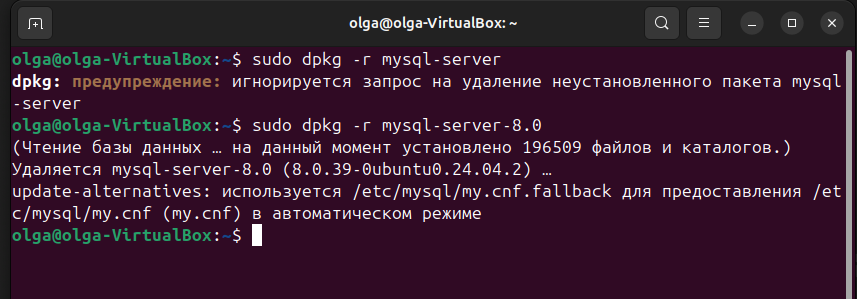 olga@olga-VirtualBox: ~
olga@olga-VirtualBox:~$ sudo dpkg -r mysql-server
dpkg: предупреждение: игнорируется запрос на удаление неустановленного пакета mysql
-server
olga@olga-VirtualBox:~$ sudo dpkg -r mysql-server-8.0
(Чтение базы данных … на данный момент установлено 196509 файлов и каталогов.)
Удаляется mysql-server-8.0 (8.0.39-0ubuntu0.24.04.2) …
update-alternatives: используется /etc/mysql/my.cnf.fallback для предоставления /et
c/mysql/my.cnf (my.cnf) в автоматическом режиме
olga@olga-VirtualBox:~$